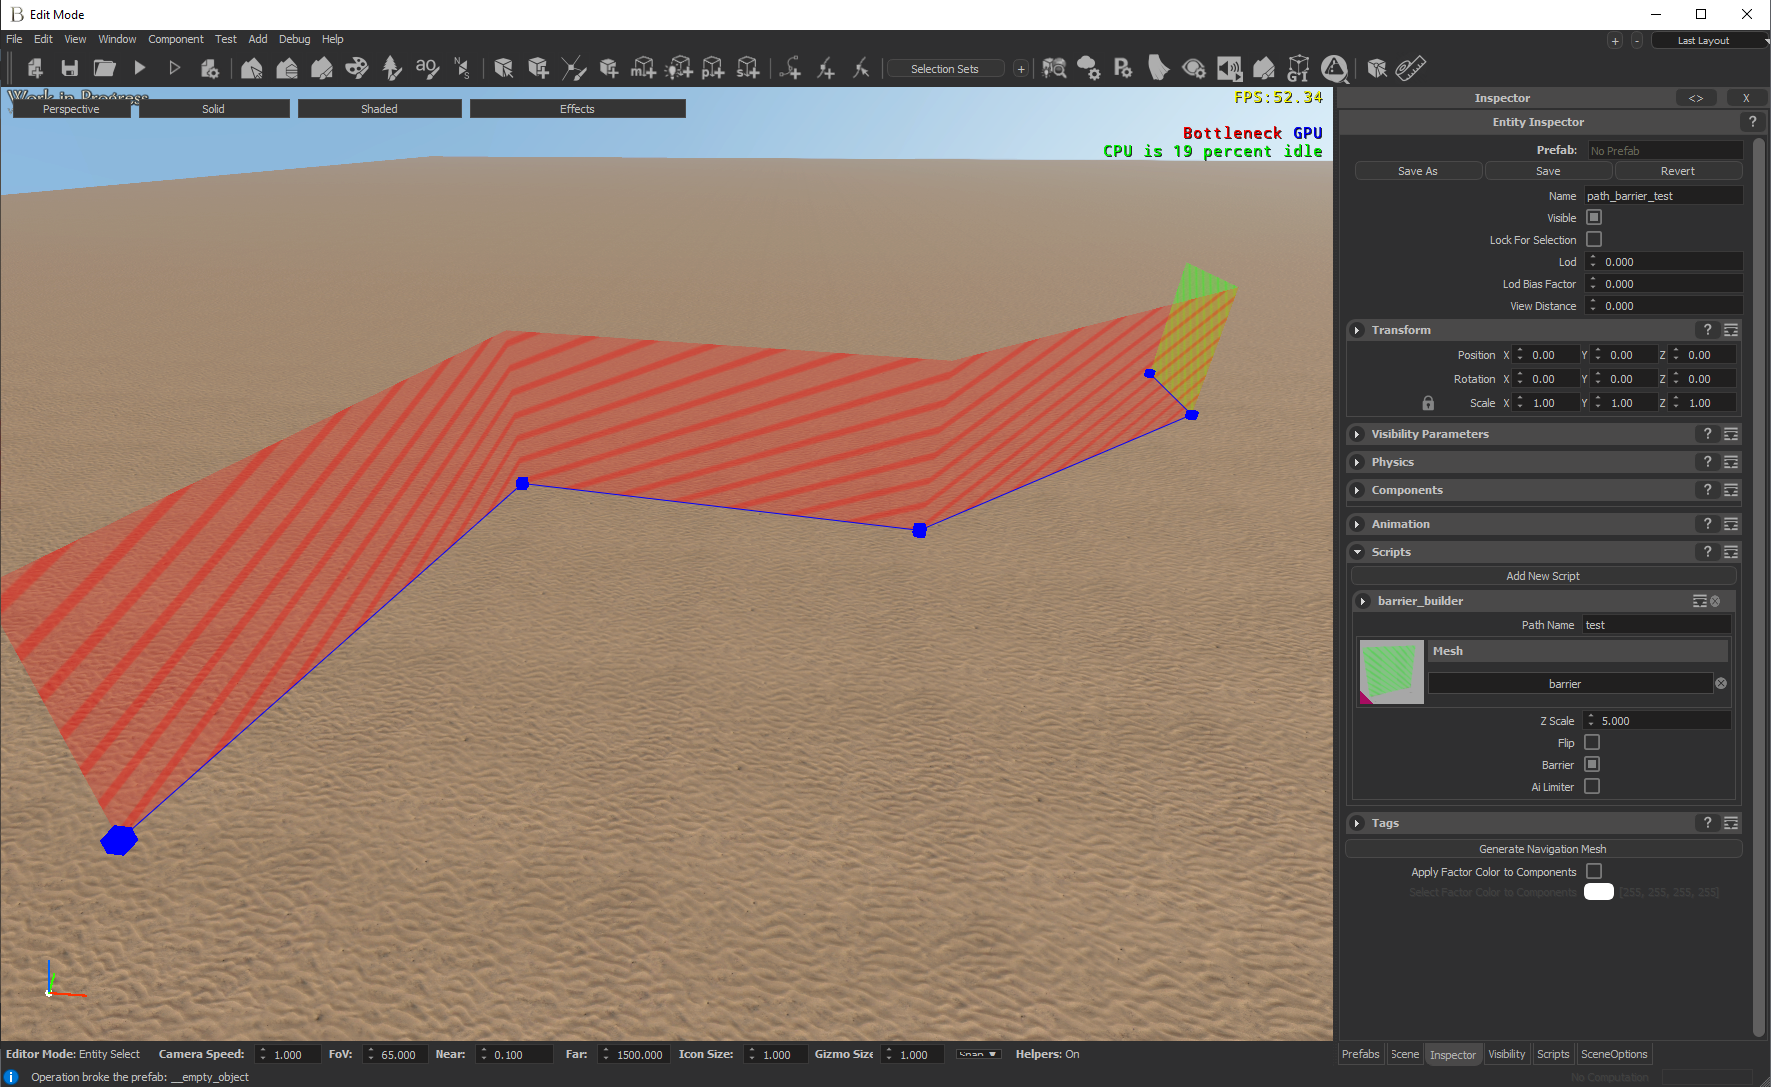 Edit Mode
File Edit View Window Component Test Add Debug Help
+ - Last Layout
Selection Sets +
Work in Progress
Perspective Solid Shaded Effects
FPS:52.34
Bottleneck GPU
CPU is 19 percent idle
Inspector <> X
Entity Inspector ?
Prefab: No Prefab
Save As Save Revert
Name path_barrier_test
Visible
Lock For Selection
Lod 0.000
Lod Bias Factor 0.000
View Distance 0.000
Transform ?
Position X 0.00 Y 0.00 Z 0.00
Rotation X 0.00 Y 0.00 Z 0.00
Scale X 1.00 Y 1.00 Z 1.00
Visibility Parameters ?
Physics ?
Components ?
Animation ?
Scripts ?
Add New Script
barrier_builder
Path Name test
Mesh
barrier
Z Scale 5.000
Flip
Barrier
Ai Limiter
Tags ?
Generate Navigation Mesh
Apply Factor Color to Components
Select Factor Color to Components [255, 255, 255, 255]
Editor Mode: Entity Select Camera Speed: 1.000 FoV: 65.000 Near: 0.100 Far: 1500.000 Icon Size: 1.000 Gizmo Size 1.000 Snap Helpers: On
Prefabs Scene Inspector Visibility Scripts SceneOptions
Operation broke the prefab: __empty_object
No Computation